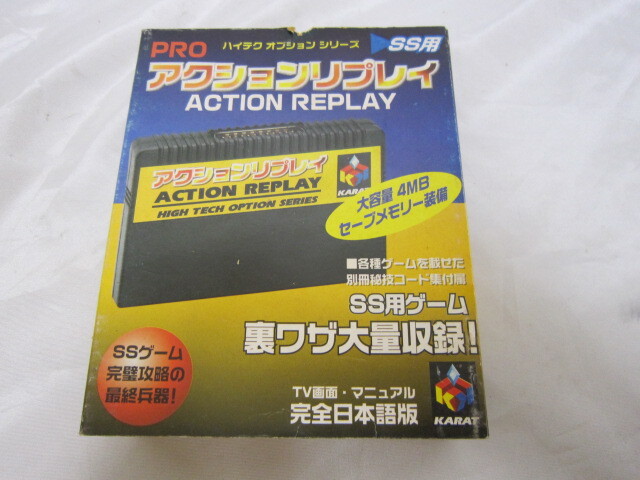 PRO
ハイテク オプション シリーズ
SS用
アクションリプレイ
ACTION REPLAY
アクションリプレイ
ACTION REPLAY
HIGH TECH OPTION SERIES
KARAT
大容量 4MB
セーブメモリー装備
■各種ゲームを載せた
別冊秘技コード集付属
SS用ゲーム
裏ワザ大量収録!
SSゲーム
完璧攻略の
最終兵器!
TV画面・マニュアル
完全日本語版
KARAT